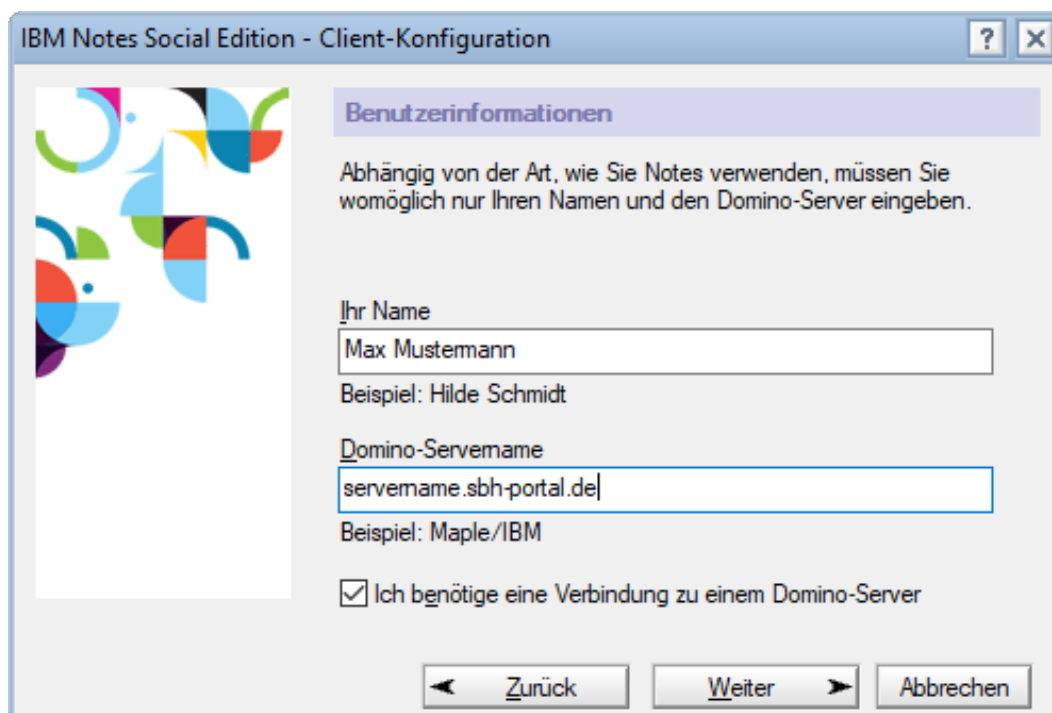 IBM Notes Social Edition - Client-Konfiguration
Benutzerinformationen
Abhängig von der Art, wie Sie Notes verwenden, müssen Sie
womöglich nur Ihren Namen und den Domino-Server eingeben.
Ihr Name
Max Mustermann
Beispiel: Hilde Schmidt
Domino-Servername
servername.sbh-portal.de
Beispiel: Maple/IBM
Ich benötige eine Verbindung zu einem Domino-Server
Zurück Weiter Abbrechen